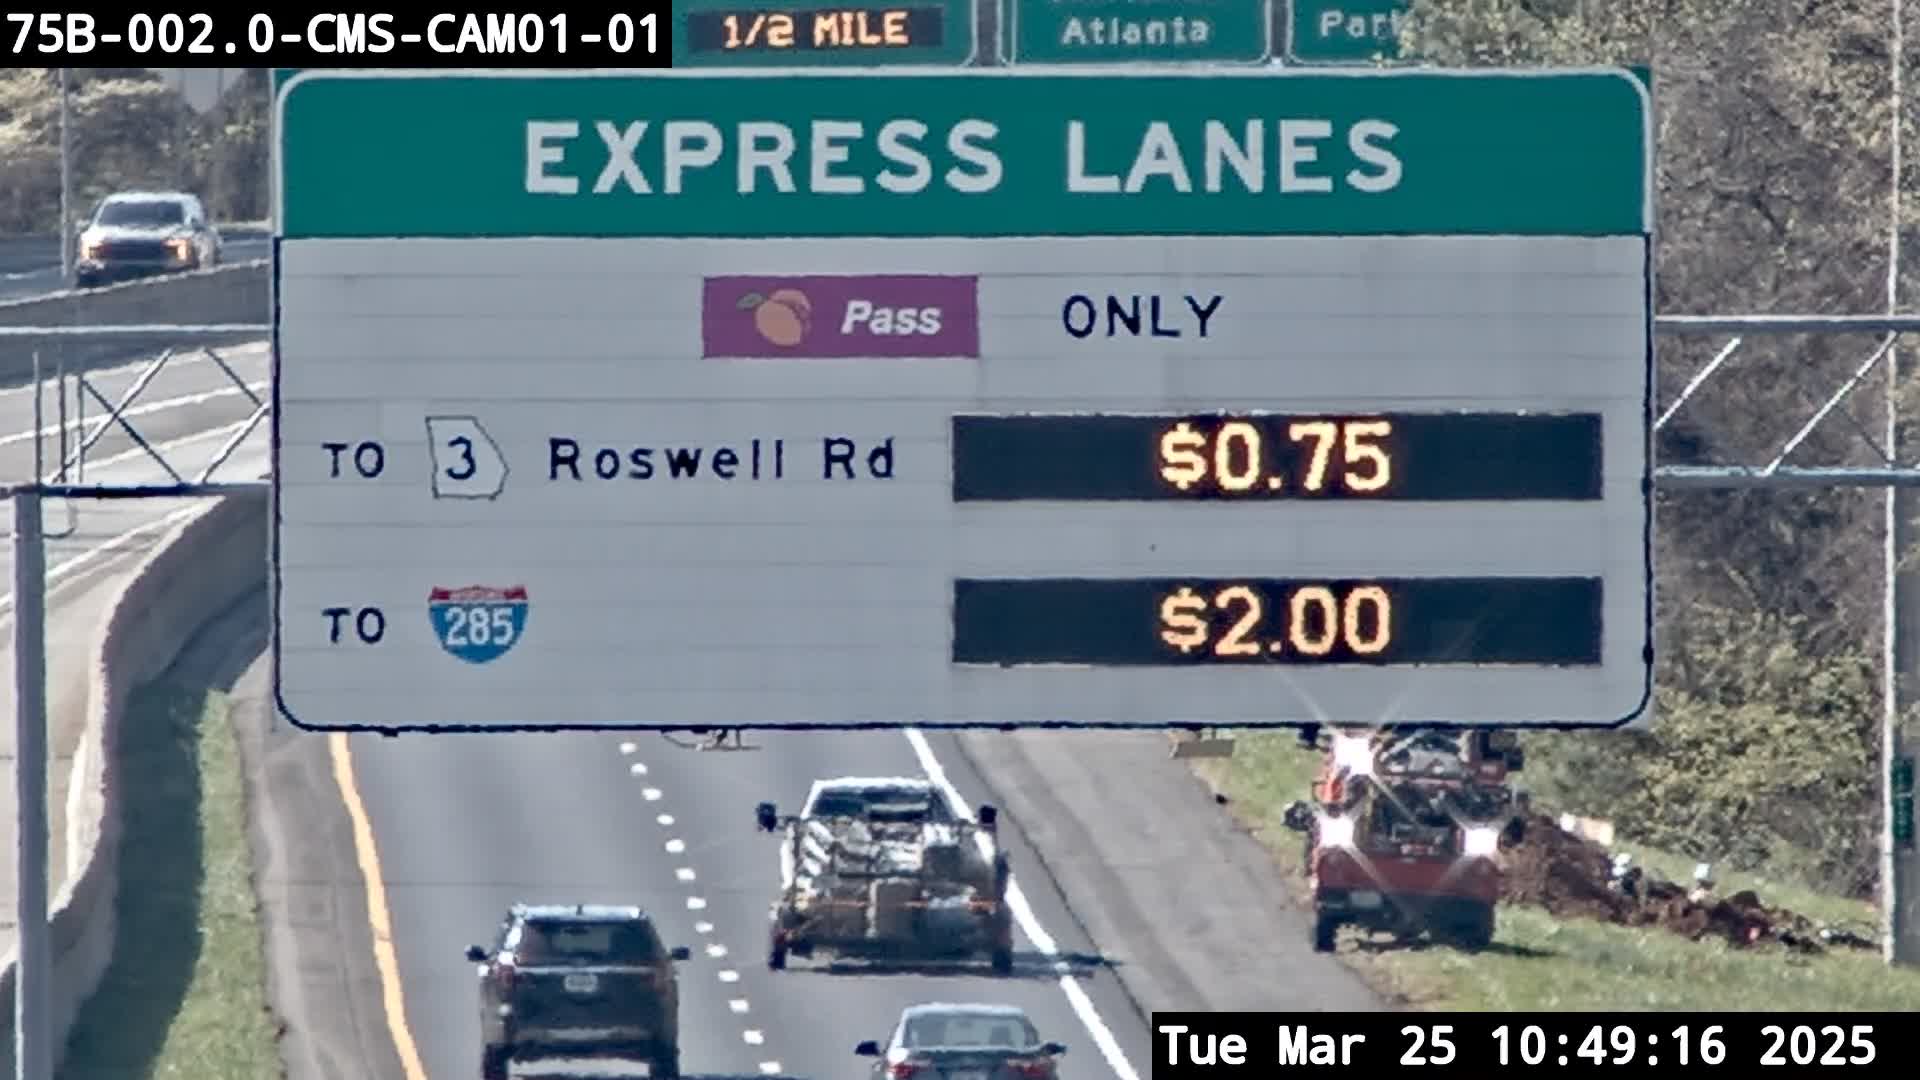 75B-002.0-CMS-CAM01-01
1/2 MILE
Atlanta
Park
EXPRESS LANES
Pass ONLY
TO 3 Roswell Rd $0.75
TO 285 $2.00
Tue Mar 25 10:49:16 2025